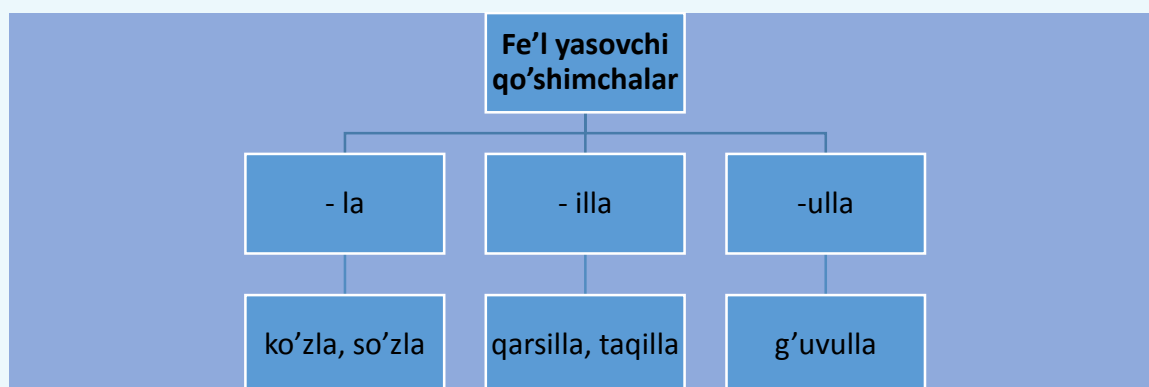 Fe’l yasovchi
qo’shimchalar
- la
- illa
-ulla
ko’zla, so’zla
qarsilla, taqilla
g’uvulla